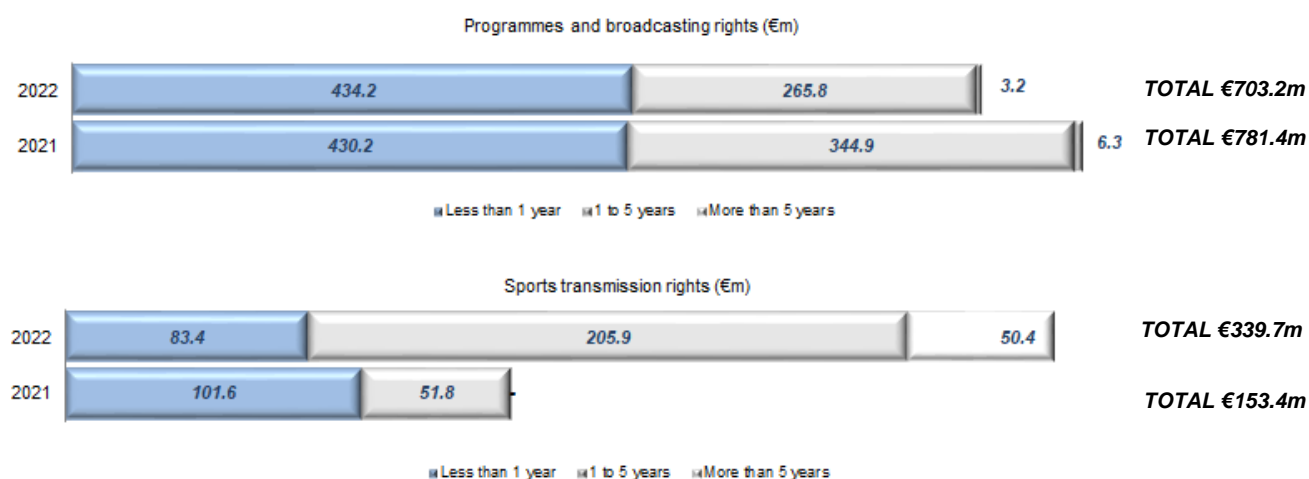 Programmes and broadcasting rights (€m)
2022 434.2 265.8 3.2 TOTAL €703.2m
2021 430.2 344.9 6.3 TOTAL €781.4m
Less than 1 year 1 to 5 years More than 5 years
Sports transmission rights (€m)
2022 83.4 205.9 50.4 TOTAL €339.7m
2021 101.6 51.8 - TOTAL €153.4m
Less than 1 year 1 to 5 years More than 5 years